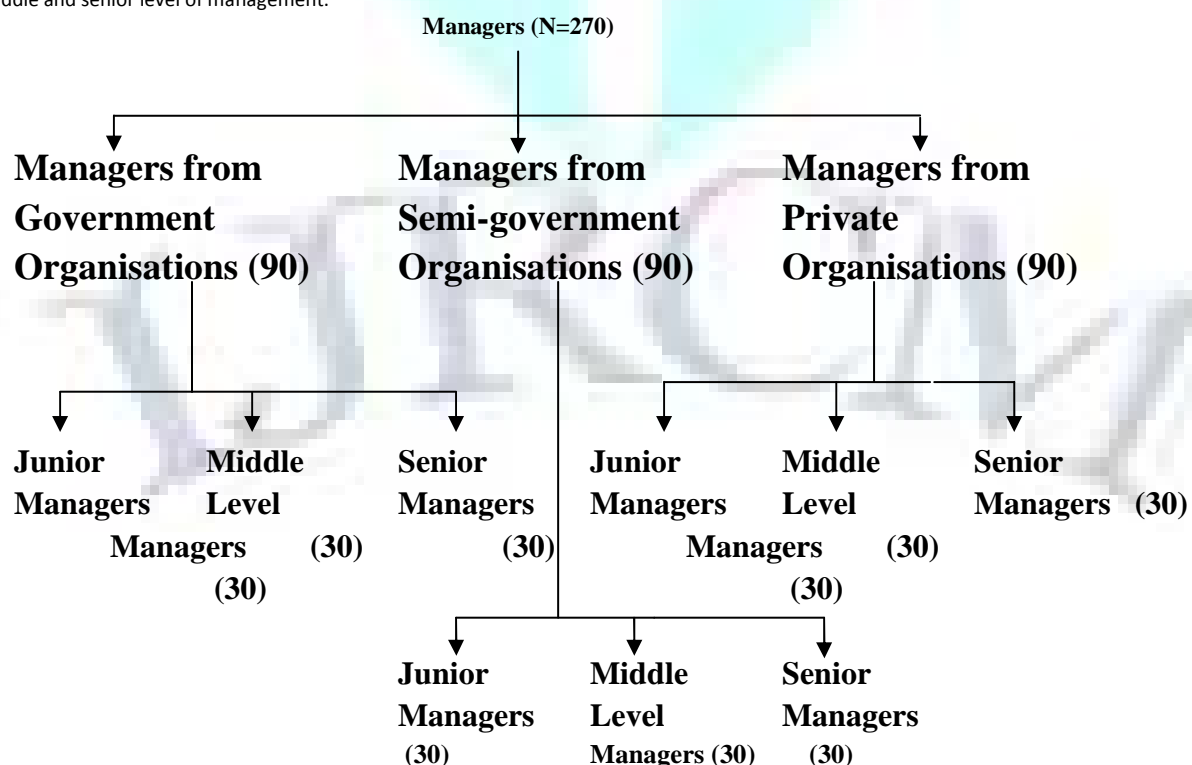 ddle and senior level of management.
Managers (N=270)
Managers from
Government
Organisations (90)
Managers from
Semi-government
Organisations (90)
Managers from
Private
Organisations (90)
Junior Middle Senior
Managers Level Managers
Managers (30) (30)
(30)
Junior Middle Senior
Managers Level Managers (30)
Managers (30)
(30)
Junior Middle Senior
Managers Level Managers
(30) Managers (30) (30)